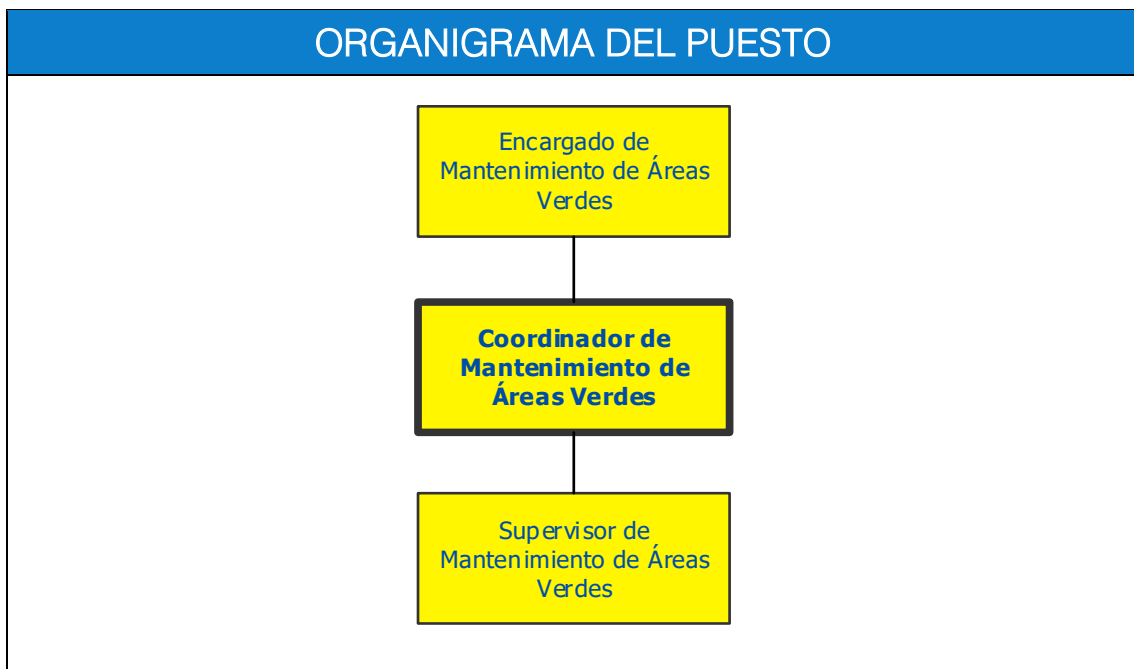 ORGANIGRAMA DEL PUESTO
Encargado de
Mantenimiento de Áreas
Verdes
Coordinador de
Mantenimiento de
Áreas Verdes
Supervisor de
Mantenimiento de Áreas
Verdes